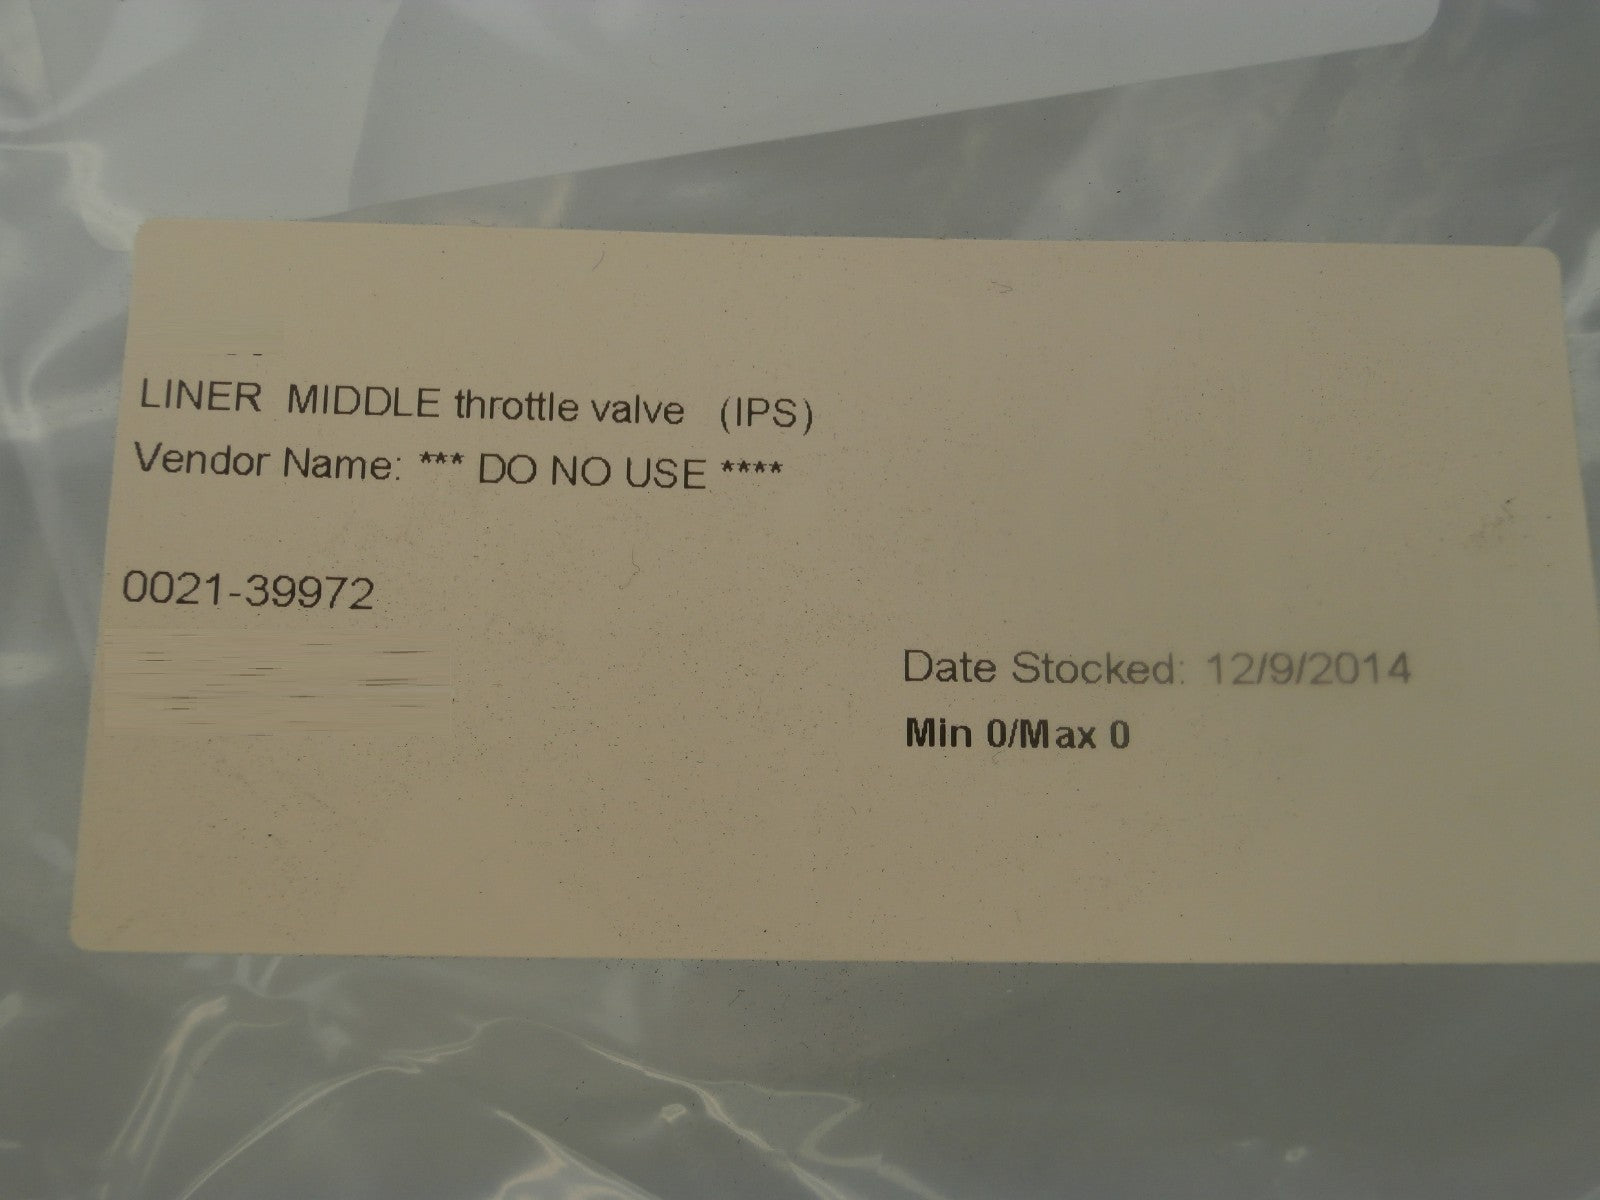 LINER MIDDLE throttle valve (IPS)
Vendor Name: *** DO NO USE ****
0021-39972
Date Stocked: 12/9/2014
Min 0/Max 0